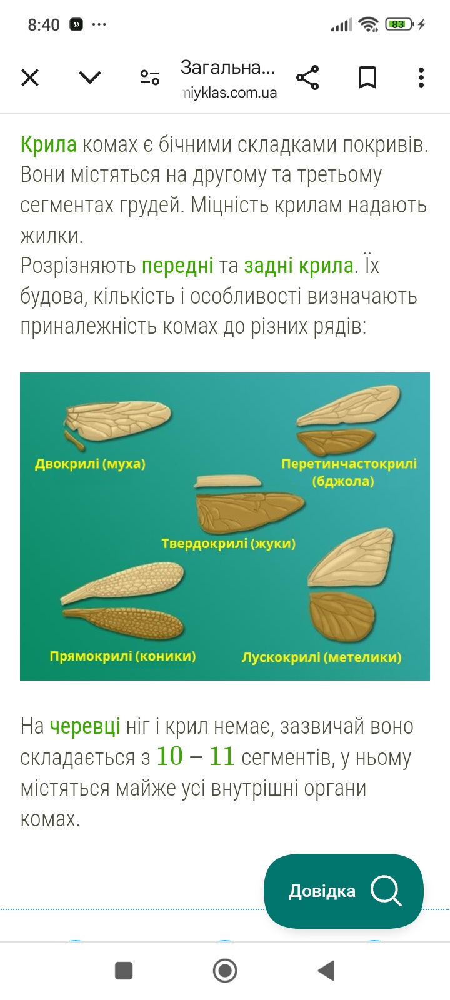 8:40
83
Загальна...
miyklas.com.ua
Крила комах є бічними складками покривів.
Вони містяться на другому та третьому
сегментах грудей. Міцність крилам надають
жилки.
Розрізняють передні та задні крила. Їх
будова, кількість і особливості визначають
приналежність комах до різних рядів:
Двокрилі (муха)
Перетинчастокрилі
(бджола)
Твердокрилі (жуки)
Прямокрилі (коники)
Лускокрилі (метелики)
На черевці ніг і крил немає, зазвичай воно
складається з 10 – 11 сегментів, у ньому
містяться майже усі внутрішні органи
комах.
Довідка